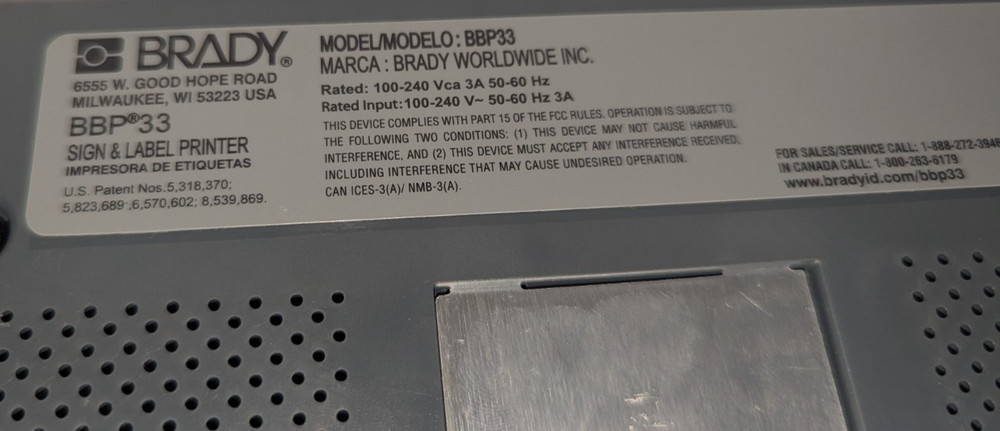 BRADY®
6555 W. GOOD HOPE ROAD
MILWAUKEE, WI 53223 USA
BBP®33
SIGN & LABEL PRINTER
IMPRESORA DE ETIQUETAS
U.S. Patent Nos.5,318,370;
5,823,689 ;6,570,602; 8,539,869.
MODEL/MODELO : BBP33
MARCA : BRADY WORLDWIDE INC.
Rated: 100-240 Vca 3A 50-60 Hz
Rated Input:100-240 V~ 50-60 Hz 3A
THIS DEVICE COMPLIES WITH PART 15 OF THE FCC RULES. OPERATION IS SUBJECT TO
THE FOLLOWING TWO CONDITIONS: (1) THIS DEVICE MAY NOT CAUSE HARMFUL
INTERFERENCE, AND (2) THIS DEVICE MUST ACCEPT ANY INTERFERENCE RECEIVED,
INCLUDING INTERFERENCE THAT MAY CAUSE UNDESIRED OPERATION.
CAN ICES-3(A)/ NMB-3(A).
FOR SALES/SERVICE CALL: 1-888-272-3946
IN CANADA CALL: 1-800-263-6179
www.bradyid.com/bbp33